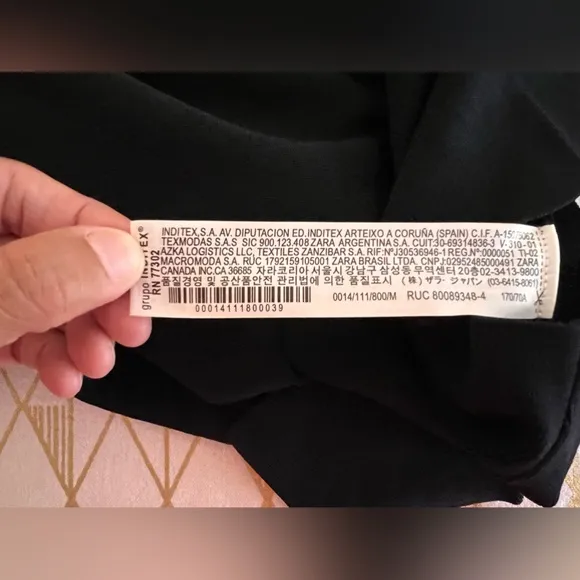 INDITEX, S.A. AV. DIPUTACION ED. INDITEX ARTEIXO A CORUÑA (SPAIN) C.I.F. A-15075062
TEXMODAS S.A.S SIC 900.123.408 ZARA ARGENTINA S.A. CUIT:30-69314836-3 V-310-01
AZKA LOGISTICS LLC, TEXTILES ZANZIBAR S.A. RIF:NºJ30536946-1 REG.Nº:0000051 TI-02
MACROMODA S.A. RUC 1792159105001 ZARA BRASIL LTDA. CNPJ:02952485000491 ZARA
CANADA INC.CA 36685 자라코리아 서울시 강남구 삼성동 무역센타 20층 02-3413-9800
품질경영 및 공산품안전 관리법에 의한 품질표시 (株) ザラ・ジャパン (03-6415-8061)
0014/111/800/M RUC 80089348-4 170/70A
00014111800039
grupo INDITEX®
RN 77302